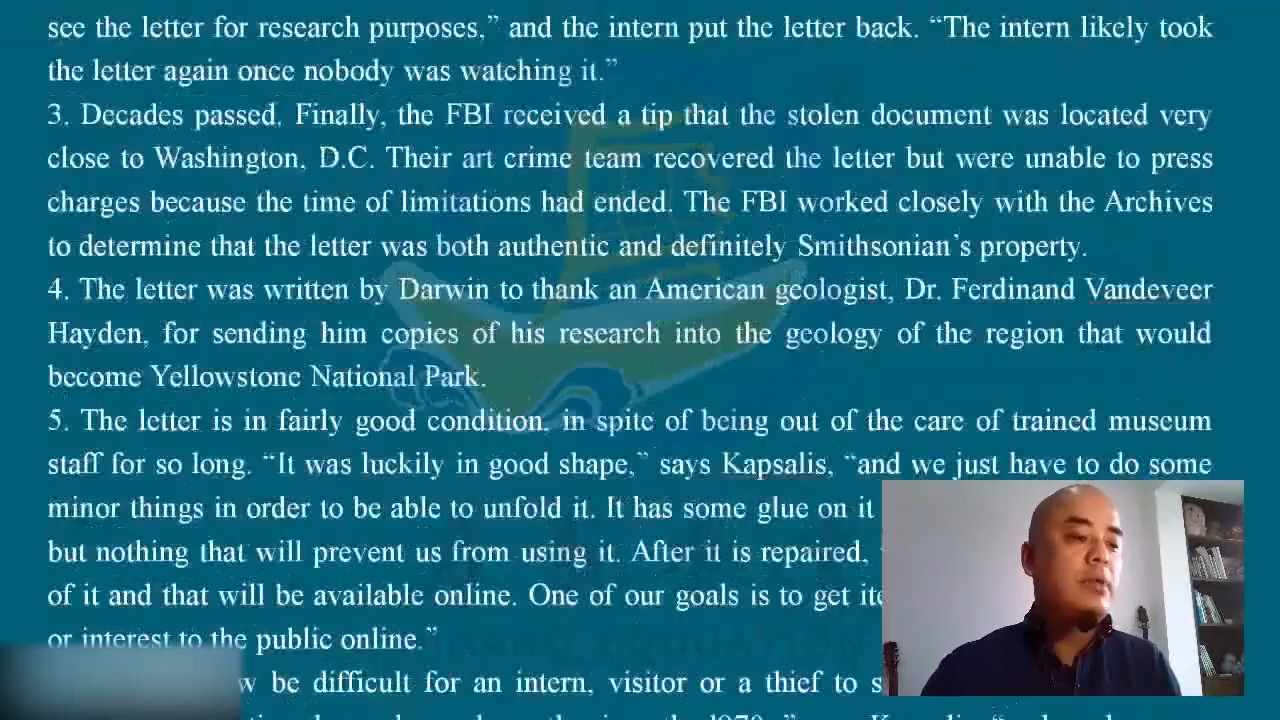 see the letter for research purposes,” and the intern put the letter back. “The intern likely took
the letter again once nobody was watching it.”
3. Decades passed. Finally, the FBI received a tip that the stolen document was located very
close to Washington, D.C. Their art crime team recovered the letter but were unable to press
charges because the time of limitations had ended. The FBI worked closely with the Archives
to determine that the letter was both authentic and definitely Smithsonian’s property.
4. The letter was written by Darwin to thank an American geologist, Dr. Ferdinand Vandeveer
Hayden, for sending him copies of his research into the geology of the region that would
become Yellowstone National Park.
5. The letter is in fairly good condition, in spite of being out of the care of trained museum
staff for so long. “It was luckily in good shape,” says Kapsalis, “and we just have to do some
minor things in order to be able to unfold it. It has some glue on it
but nothing that will prevent us from using it. After it is repaired,
of it and that will be available online. One of our goals is to get
or interest to the public online.”
be difficult for an intern, visitor or a thief to